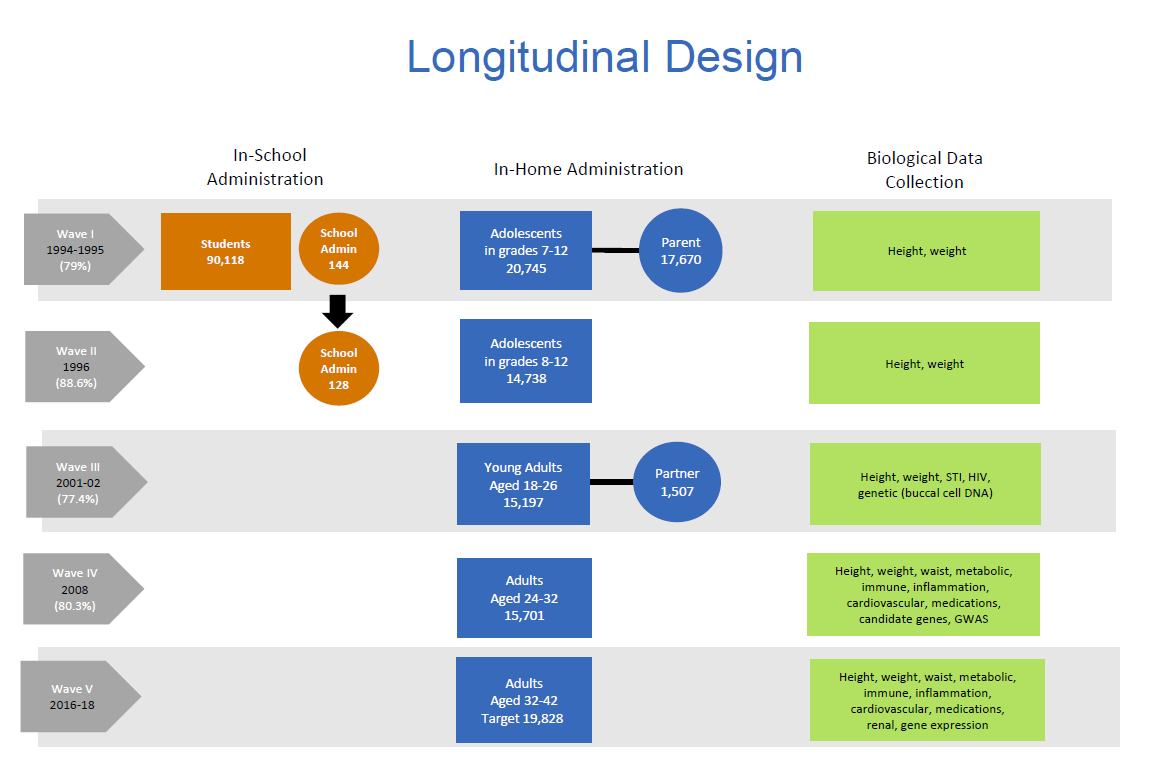 Longitudinal Design
In-School
Administration
In-Home Administration
Biological Data
Collection
Wave I
1994-1995
(79%)
Students
90,118
School
Admin
144
Adolescents
in grades 7-12
20,745
Parent
17,670
Height, weight
Wave II
1996
(88.6%)
School
Admin
128
Adolescents
in grades 8-12
14,738
Height, weight
Wave III
2001-02
(77.4%)
Young Adults
Aged 18-26
15,197
Partner
1,507
Height, weight, STI, HIV,
genetic (buccal cell DNA)
Wave IV
2008
(80.3%)
Adults
Aged 24-32
15,701
Height, weight, waist, metabolic,
immune, inflammation,
cardiovascular, medications,
candidate genes, GWAS
Wave V
2016-18
Adults
Aged 32-42
Target 19,828
Height, weight, waist, metabolic,
immune, inflammation,
cardiovascular, medications,
renal, gene expression